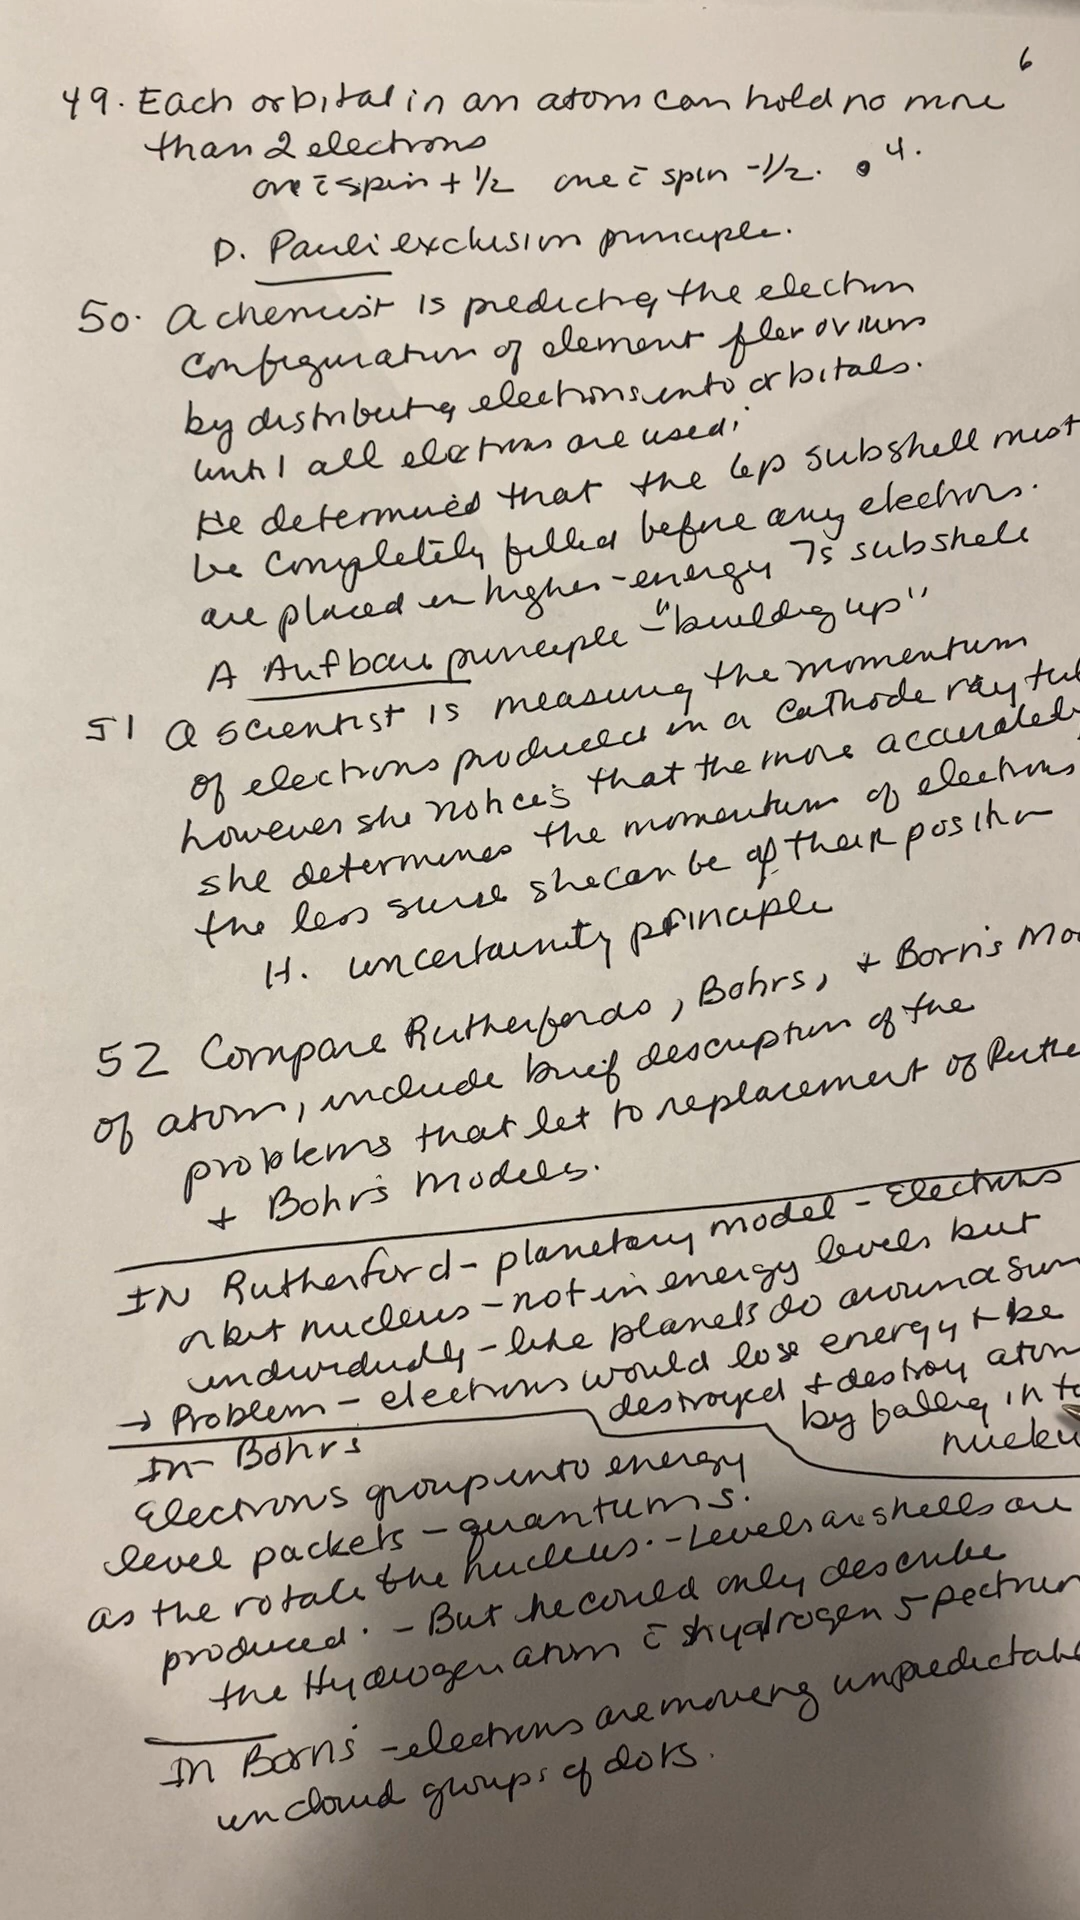 6
49. Each orbital in an atom can hold no more
than 2 electrons
one c̄ spin + 1/2 one c̄ spin -1/2. • 4.
D. Pauli exclusion principle.
50. A chemist is predicting the electron
configuration of element flerovium
by distributing electrons into orbitals.
until all electrons are used;
He determined that the 6p subshell must
be completely filled before any electrons.
are placed in higher-energy 7s subshell
A Aufbau principle - "building up"
51 A scientist is measuring the momentum
of electrons produced in a cathode ray tu
however she notices that the more accurately
she determines the momentum of electrons
the less sure she can be of their position
H. uncertainity principle
52 Compare Rutherfords, Bohrs, + Born's Mo
of atom, include brief description of the
problems that let to replacement of Ruthe
+ Bohr's Models.
IN Rutherford - planetary model - Electrons
orbit nucleus - not in energy levels but
individually - like planets do around a sun
→ Problem - electrons would lose energy + be
destroyed + destroy atom
by falling in to
nucleu
In Bohrs
Electrons group into energy
level packets - quantums.
as the rotate the nucleus. - Levels are shells are
produced. - But he could only describe
the Hydrogen atom c̄ hydrogen spectrum
In Borns - electrons are moving unpredictab
in cloud groups of dots.